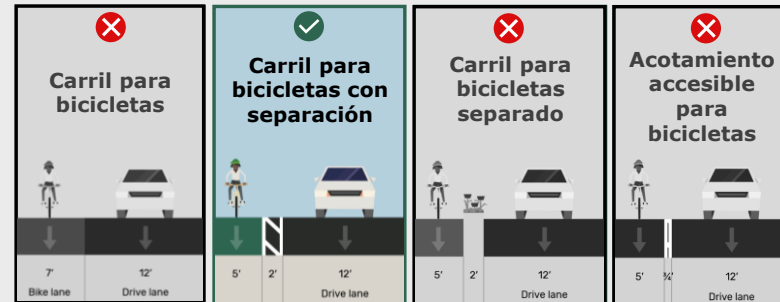 Carril para
bicicletas
7'
12'
Bike lane
Drive lane
Carril para
bicicletas con
separación
5'
2'
12'
Drive lane
Carril para
bicicletas
separado
5'
2'
12'
Drive lane
Acotamiento
accesible
para
bicicletas
5'
¾'
12'
Drive lane